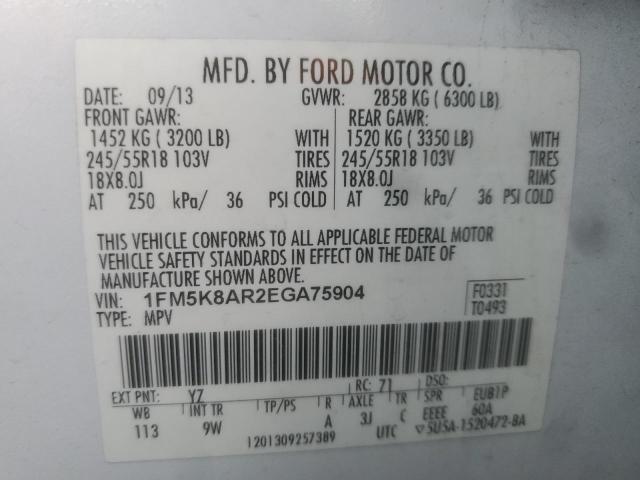 MFD. BY FORD MOTOR CO.
DATE: 09/13 GVWR: 2858 KG ( 6300 LB)
FRONT GAWR: REAR GAWR:
1452 KG ( 3200 LB) WITH 1520 KG ( 3350 LB) WITH
245/55R18 103V TIRES 245/55R18 103V TIRES
18X8.0J RIMS 18X8.0J RIMS
AT 250 kPa/ 36 PSI COLD AT 250 kPa/ 36 PSI COLD
THIS VEHICLE CONFORMS TO ALL APPLICABLE FEDERAL MOTOR
VEHICLE SAFETY STANDARDS IN EFFECT ON THE DATE OF
MANUFACTURE SHOWN ABOVE.
VIN: 1FM5K8AR2EGA75904 F0331
TYPE: MPV T0493
EXT PNT: YZ RC: 71 DSO:
WB INT TR TP/PS R AXLE TR SPR EUB1P
113 9W A 3J C EEEE 60A
1201309257389 UTC ▽5U5A-1520472-BA